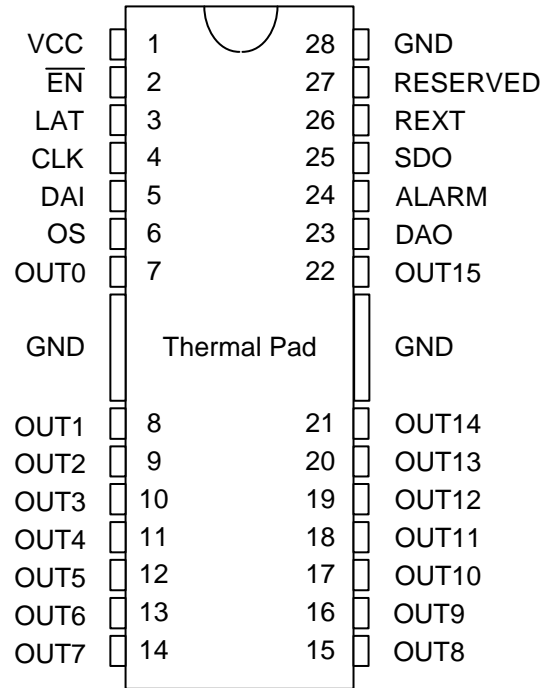 VCC 1 28 GND
EN 2 27 RESERVED
LAT 3 26 REXT
CLK 4 25 SDO
DAI 5 24 ALARM
OS 6 23 DAO
OUT0 7 22 OUT15
GND Thermal Pad GND
OUT1 8 21 OUT14
OUT2 9 20 OUT13
OUT3 10 19 OUT12
OUT4 11 18 OUT11
OUT5 12 17 OUT10
OUT6 13 16 OUT9
OUT7 14 15 OUT8